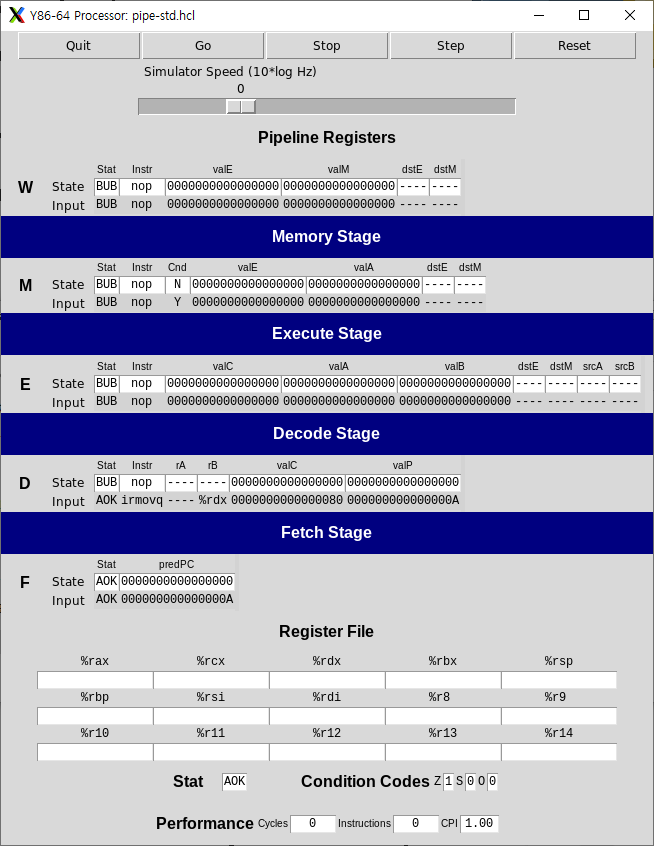 Y86-64 Processor: pipe-std.hcl
Quit Go Stop Step Reset
Simulator Speed (10*log Hz)
0
Pipeline Registers
Stat Instr valE valM dstE dstM
W State BUB nop 0000000000000000 0000000000000000 ---- ----
Input BUB nop 0000000000000000 0000000000000000 ---- ----
Memory Stage
Stat Instr Cnd valE valA dstE dstM
M State BUB nop N 0000000000000000 0000000000000000 ---- ----
Input BUB nop Y 0000000000000000 0000000000000000 ---- ----
Execute Stage
Stat Instr valC valA valB dstE dstM srcA srcB
E State BUB nop 0000000000000000 0000000000000000 0000000000000000 ---- ---- ---- ----
Input BUB nop 0000000000000000 0000000000000000 0000000000000000 ---- ---- ---- ----
Decode Stage
Stat Instr rA rB valC valP
D State BUB nop ---- ---- 0000000000000000 0000000000000000
Input AOK irmovq ---- %rdx 0000000000000080 000000000000000A
Fetch Stage
Stat predPC
F State AOK 0000000000000000
Input AOK 000000000000000A
Register File
%rax %rcx %rdx %rbx %rsp
%rbp %rsi %rdi %r8 %r9
%r10 %r11 %r12 %r13 %r14
Stat AOK Condition Codes Z 1 S 0 O 0
Performance Cycles 0 Instructions 0 CPI 1.00